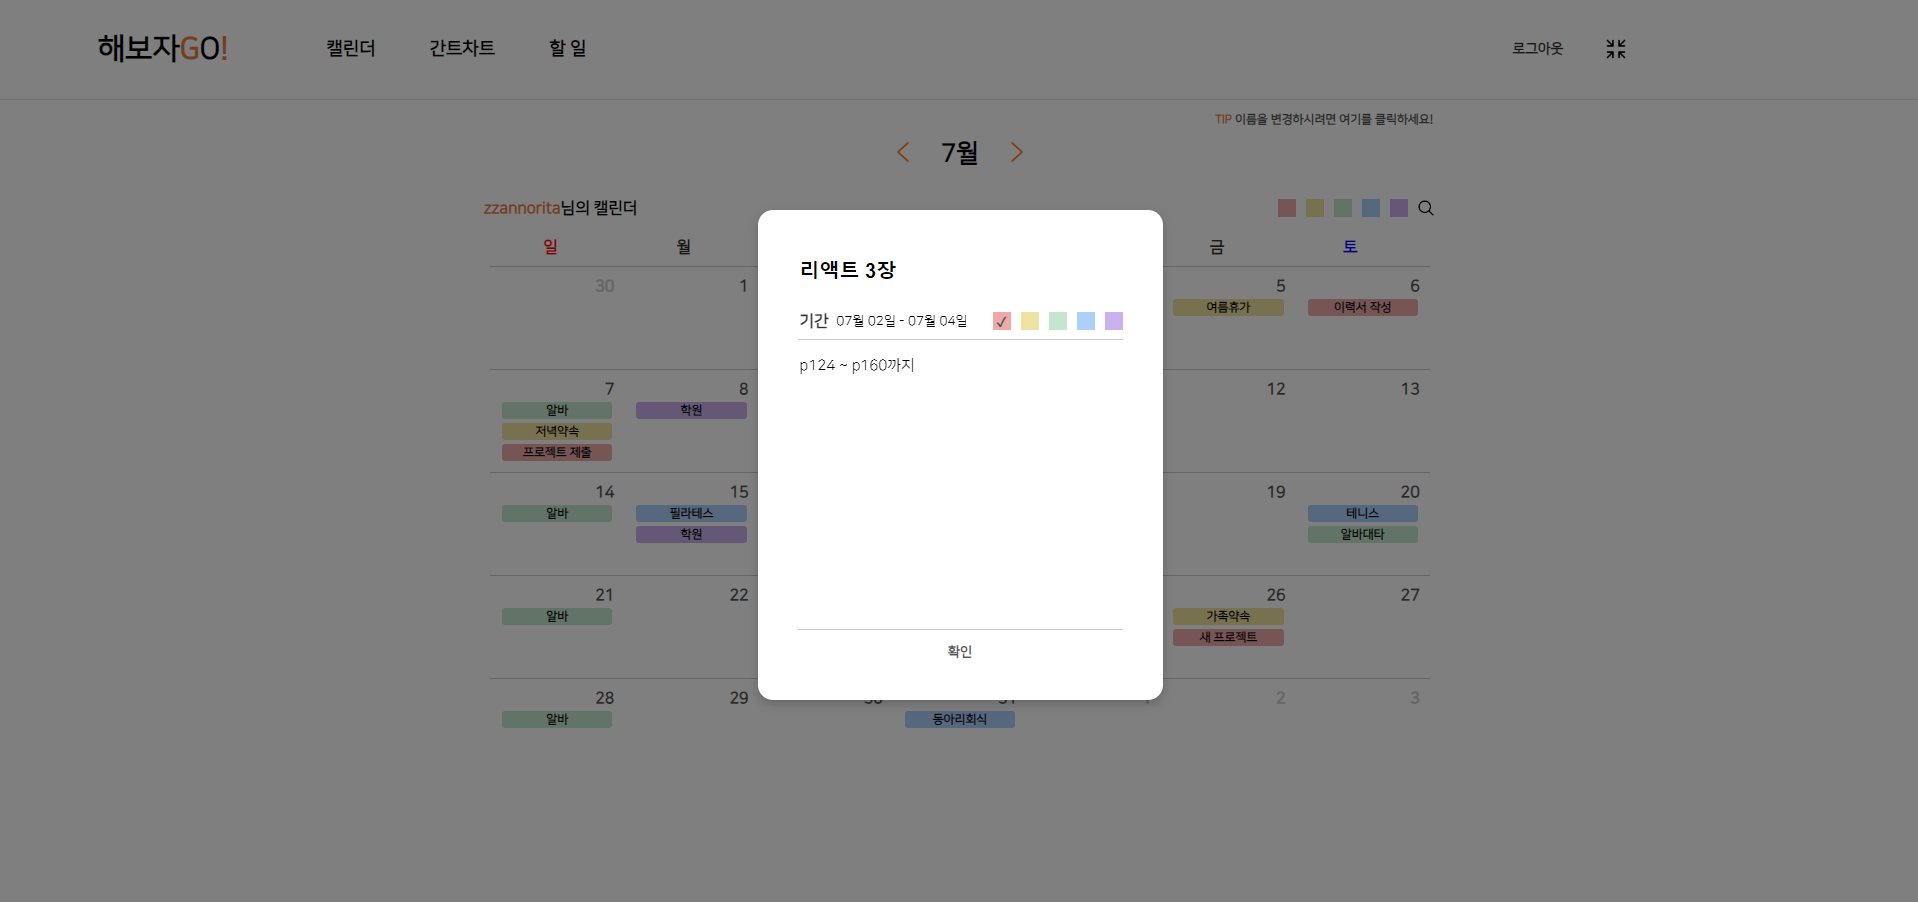 해보자GO!
캘린더 간트차트 할 일
로그아웃
TIP 이름을 변경하시려면 여기를 클릭하세요!
7월
zzannorita님의 캘린더
일 월 금 토
30 1 5 6
여름휴가 이력서 작성
7 8 12 13
알바 학원
저녁약속
프로젝트 제출
14 15 19 20
알바 필라테스 테니스
학원 알바대타
21 22 26 27
알바 가족약속
새 프로젝트
28 29 30 31 2 3
알바 동아리회식
리액트 3장
기간 07월 02일 - 07월 04일
p124 ~ p160까지
확인